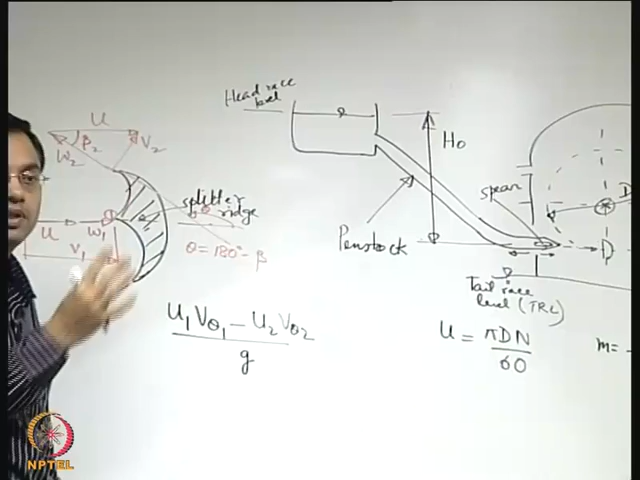 Head race
level
H₀
U
β₂
V₂
W₂
splitter
ridge
spear
θ
D
U
W₁
V₁
Penstock
D
θ = 180° - β
Tail race
level (TRL)
U₁Vθ₁ - U₂Vθ₂
g
u = πDN
60
m=
NPTEL